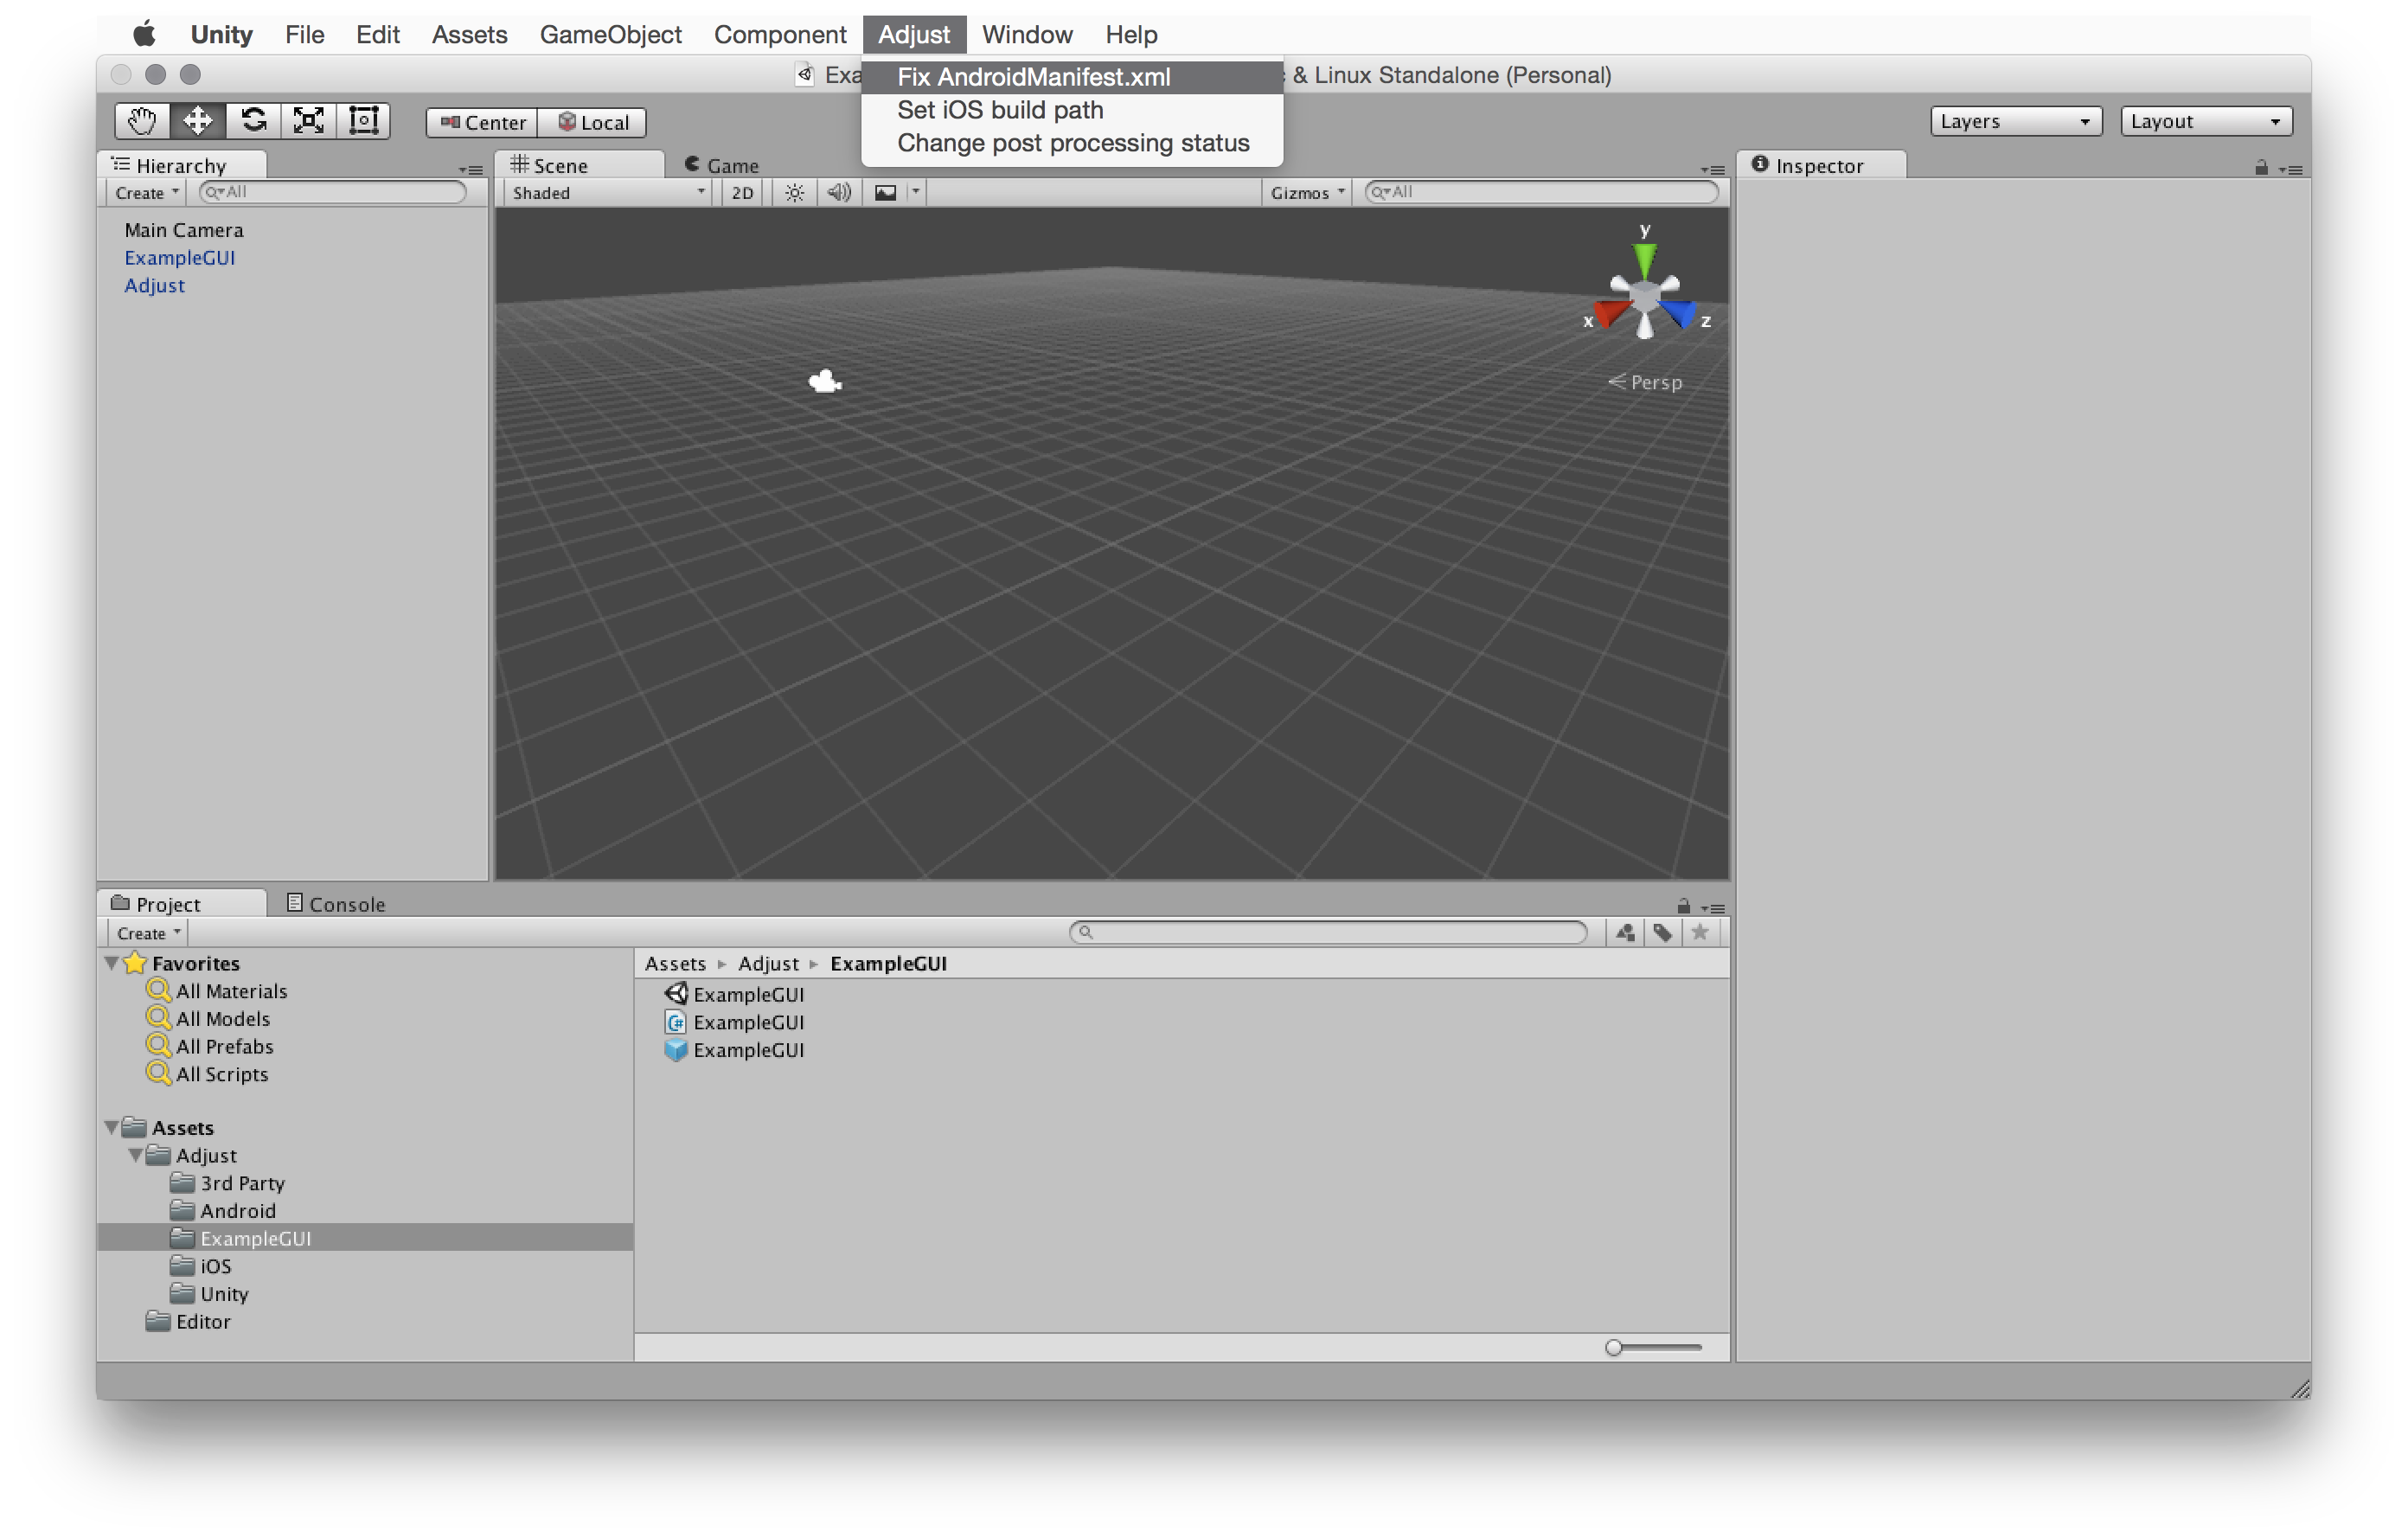 Unity File Edit Assets GameObject Component Adjust Window Help
Exa & Linux Standalone (Personal)
Fix AndroidManifest.xml
Set iOS build path
Change post processing status
Center Local
Layers Layout
Hierarchy
Create All
Main Camera
ExampleGUI
Adjust
Scene Game
Shaded 2D Gizmos All
y
x z
Persp
Inspector
Project Console
Create
Favorites
All Materials
All Models
All Prefabs
All Scripts
Assets
Adjust
3rd Party
Android
ExampleGUI
iOS
Unity
Editor
Assets Adjust ExampleGUI
ExampleGUI
C# ExampleGUI
ExampleGUI